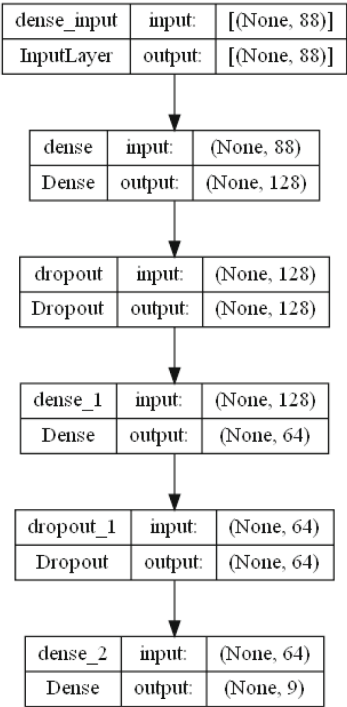 dense_input input: [(None, 88)]
InputLayer output: [(None, 88)]
dense input: (None, 88)
Dense output: (None, 128)
dropout input: (None, 128)
Dropout output: (None, 128)
dense_1 input: (None, 128)
Dense output: (None, 64)
dropout_1 input: (None, 64)
Dropout output: (None, 64)
dense_2 input: (None, 64)
Dense output: (None, 9)